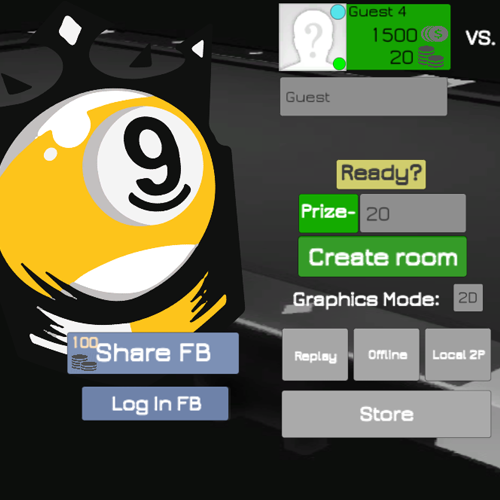 Guest 4
1500
20
VS.
Guest
?
9
Ready?
Prize-
20
Create room
Graphics Mode:
2D
100
Share FB
Replay
Offline
Local 2P
Log In FB
Store